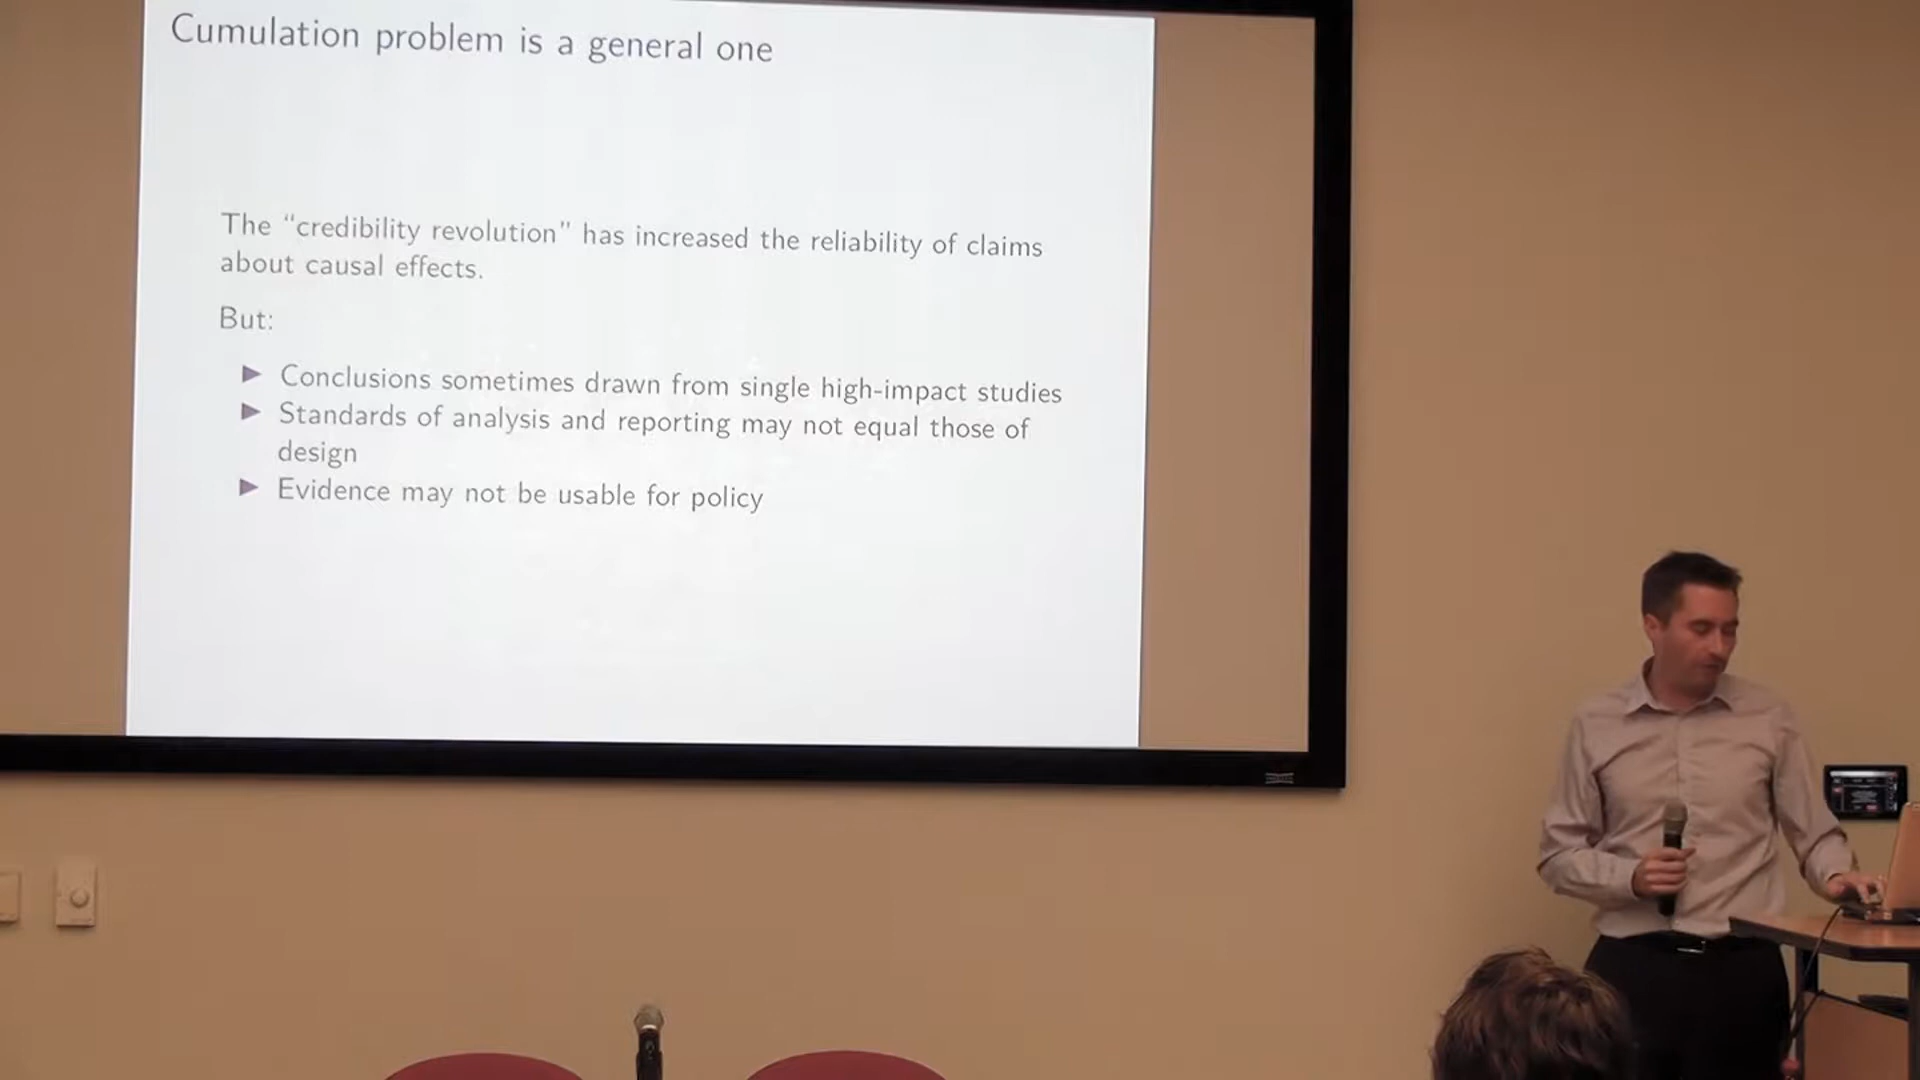 Cumulation problem is a general one
The “credibility revolution” has increased the reliability of claims
about causal effects.
But:
▶ Conclusions sometimes drawn from single high-impact studies
▶ Standards of analysis and reporting may not equal those of
design
▶ Evidence may not be usable for policy